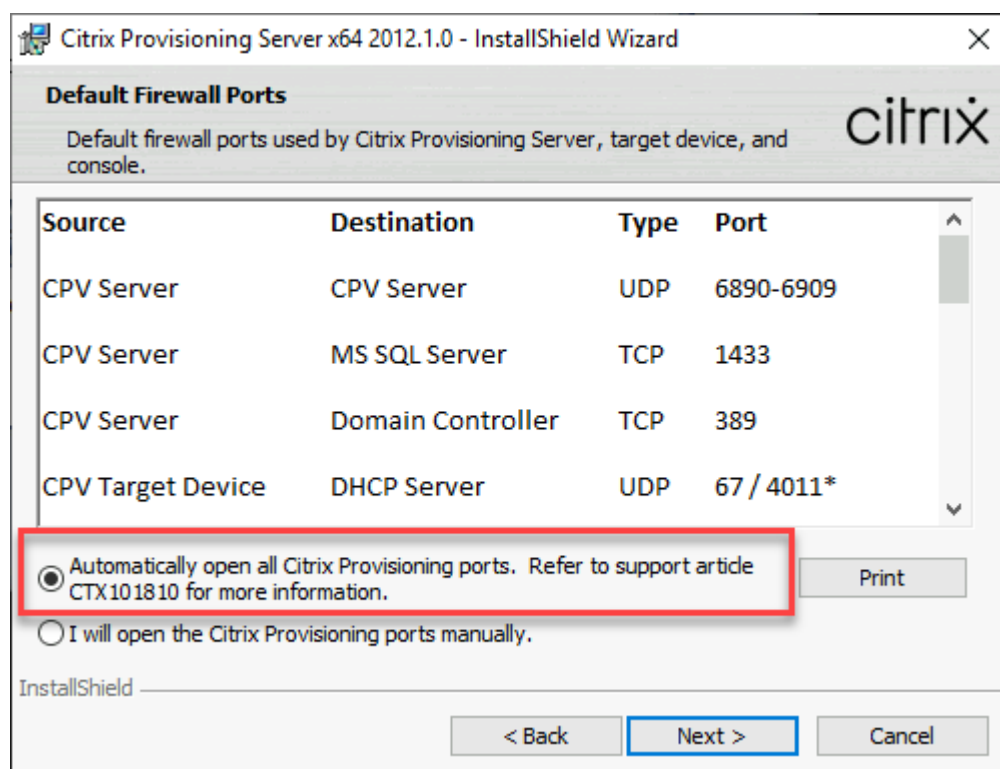 Citrix Provisioning Server x64 2012.1.0 - InstallShield Wizard
Default Firewall Ports
Default firewall ports used by Citrix Provisioning Server, target device, and
console.
citrix
Source Destination Type Port
CPV Server CPV Server UDP 6890-6909
CPV Server MS SQL Server TCP 1433
CPV Server Domain Controller TCP 389
CPV Target Device DHCP Server UDP 67 / 4011*
Automatically open all Citrix Provisioning ports. Refer to support article
CTX101810 for more information.
Print
I will open the Citrix Provisioning ports manually.
InstallShield
< Back Next > Cancel